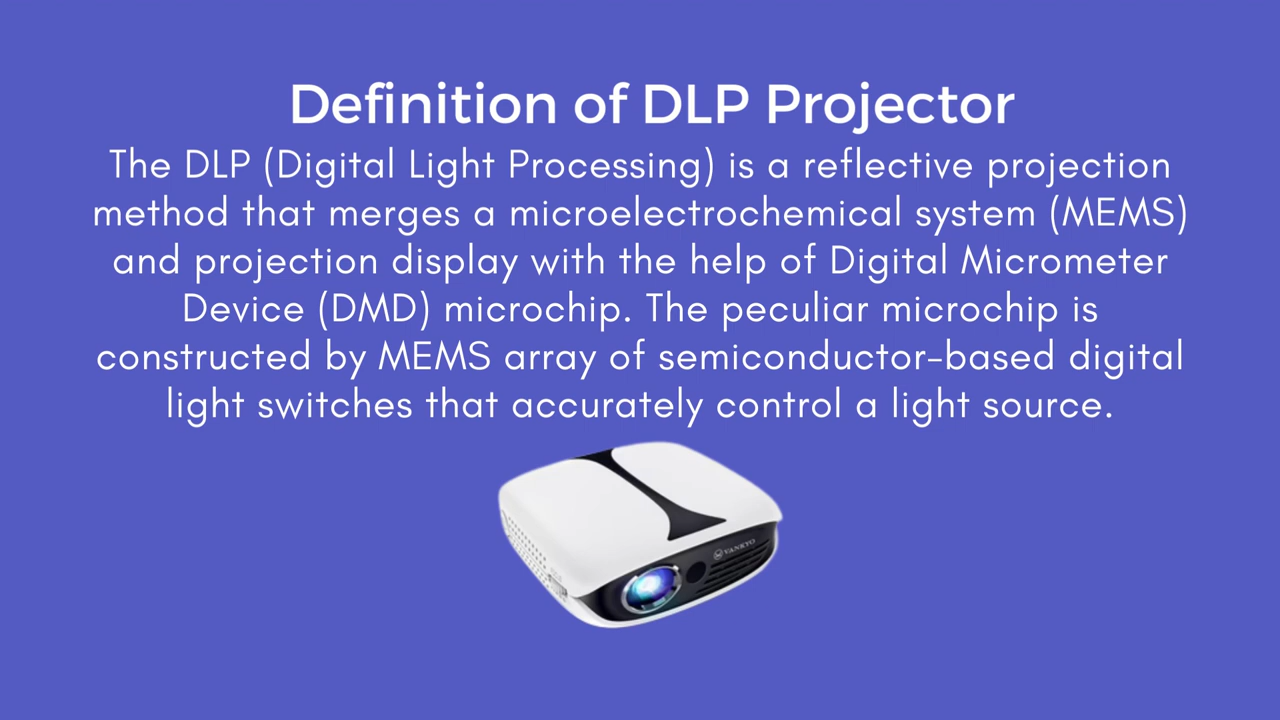 Definition of DLP Projector
The DLP (Digital Light Processing) is a reflective projection
method that merges a microelectrochemical system (MEMS)
and projection display with the help of Digital Micrometer
Device (DMD) microchip. The peculiar microchip is
constructed by MEMS array of semiconductor-based digital
light switches that accurately control a light source.
VANKYO